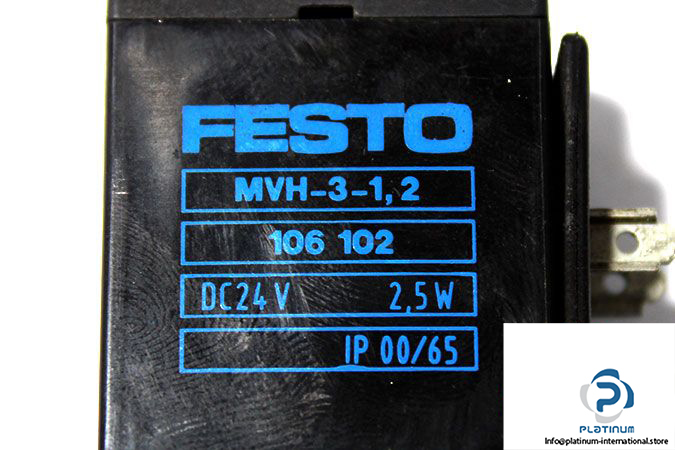 FESTO
MVH-3-1,2
106 102
DC24V 2,5W
IP 00/65
PLATINUM
Info@platinum-international.store